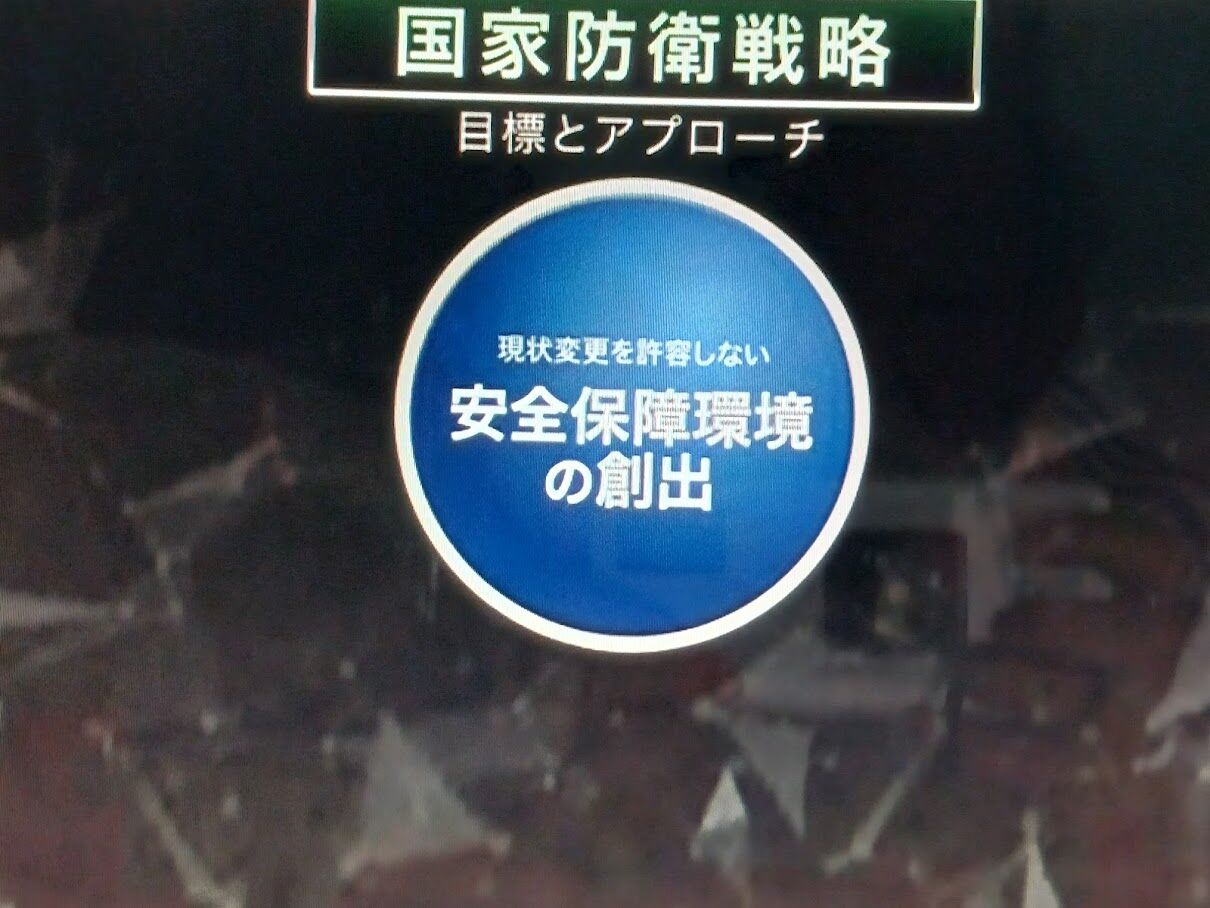 国家防衛戦略
目標とアプローチ
現状変更を許容しない
安全保障環境
の創出